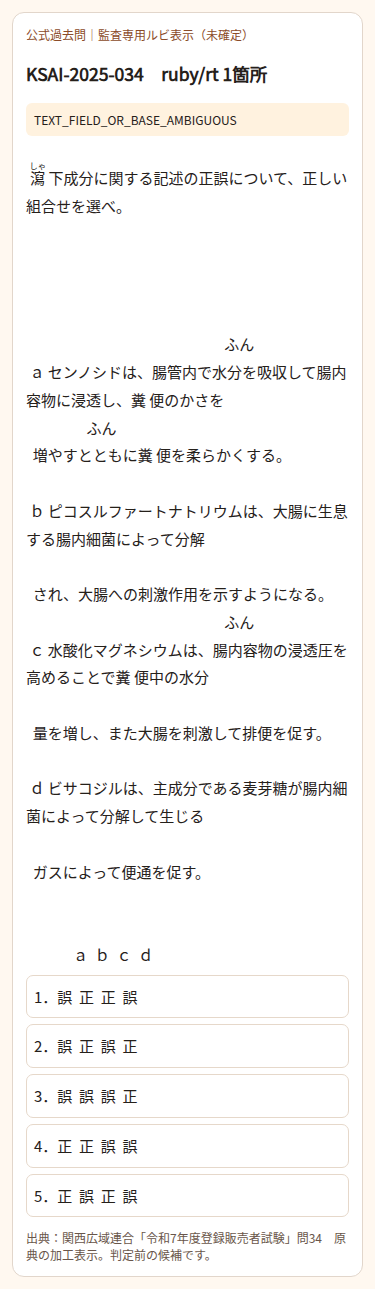 公式過去問｜監査専用ルビ表示（未確定）
KSAI-2025-034　ruby/rt 1箇所
TEXT_FIELD_OR_BASE_AMBIGUOUS
しゃ
瀉 下成分に関する記述の正誤について、正しい
組合せを選べ。
ふん
ａ センノシドは、腸管内で水分を吸収して腸内
容物に浸透し、糞 便のかさを
ふん
増やすとともに糞 便を柔らかくする。
ｂ ピコスルファートナトリウムは、大腸に生息
する腸内細菌によって分解
され、大腸への刺激作用を示すようになる。
ふん
ｃ 水酸化マグネシウムは、腸内容物の浸透圧を
高めることで糞 便中の水分
量を増し、また大腸を刺激して排便を促す。
ｄ ビサコジルは、主成分である麦芽糖が腸内細
菌によって分解して生じる
ガスによって便通を促す。
ａ ｂ ｃ ｄ
1．誤 正 正 誤
2．誤 正 誤 正
3．誤 誤 誤 正
4．正 正 誤 誤
5．正 誤 正 誤
出典：関西広域連合「令和7年度登録販売者試験」問34　原
典の加工表示。判定前の候補です。